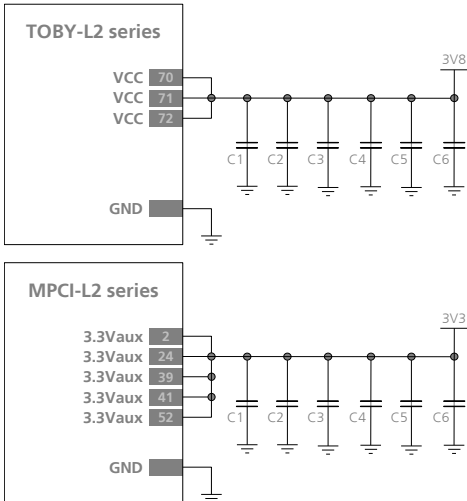 TOBY-L2 series
3V8
VCC 70
VCC 71
VCC 72
C1 C2 C3 C4 C5 C6
GND
MPCI-L2 series
3V3
3.3Vaux 2
3.3Vaux 24
3.3Vaux 39
3.3Vaux 41
3.3Vaux 52
C1 C2 C3 C4 C5 C6
GND